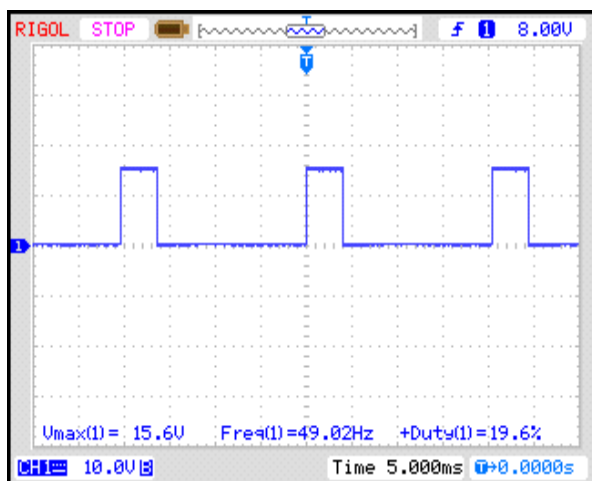 RIGOL STOP T f 1 8.00V
T
1
Vmax(1)= 15.6V Freq(1)=49.02Hz +Duty(1)=19.6%
CH1 10.0V B Time 5.000ms T→0.0000s